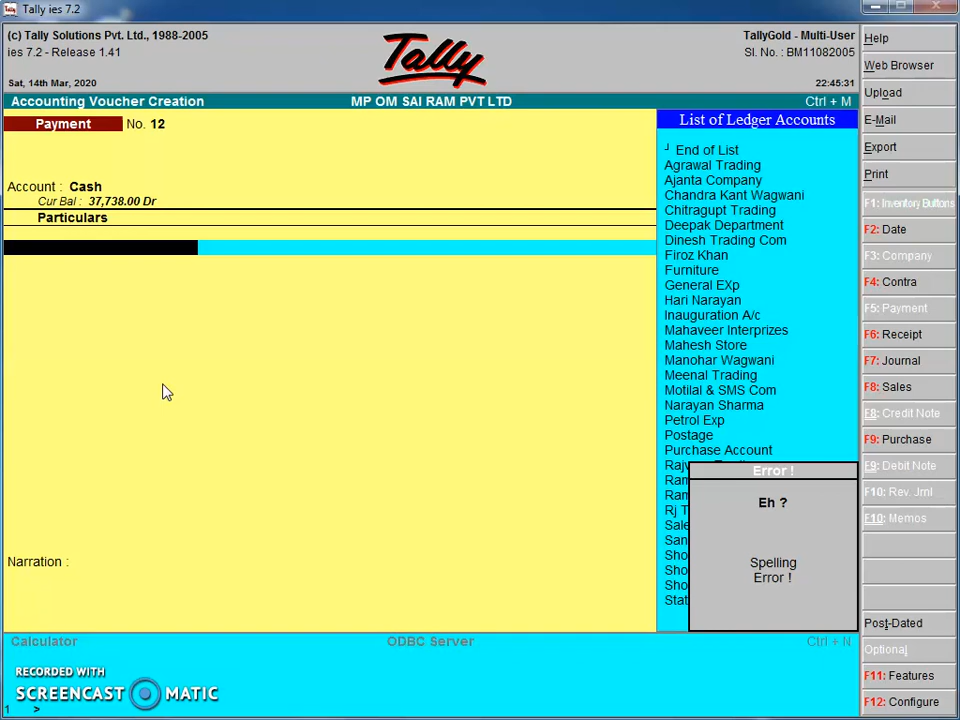 Tally ies 7.2
(c) Tally Solutions Pvt. Ltd., 1988-2005
ies 7.2 - Release 1.41
Sat, 14th Mar, 2020
Tally
TallyGold - Multi-User
Sl. No. : BM11082005
22:45:31
Accounting Voucher Creation
MP OM SAI RAM PVT LTD
Ctrl + M
Payment No. 12
Account : Cash
Cur Bal : 37,738.00 Dr
Particulars
Narration :
List of Ledger Accounts
End of List
Agrawal Trading
Ajanta Company
Chandra Kant Wagwani
Chitragupt Trading
Deepak Department
Dinesh Trading Com
Firoz Khan
Furniture
General EXp
Hari Narayan
Inauguration A/c
Mahaveer Interprizes
Mahesh Store
Manohar Wagwani
Meenal Trading
Motilal & SMS Com
Narayan Sharma
Petrol Exp
Postage
Purchase Account
Error !
Eh ?
Spelling
Error !
Help
Web Browser
Upload
E-Mail
Export
Print
F1: Inventory Buttons
F2: Date
F3: Company
F4: Contra
F5: Payment
F6: Receipt
F7: Journal
F8: Sales
F8: Credit Note
F9: Purchase
F9: Debit Note
F10: Rev. Jrnl
F10: Memos
Post-Dated
Optional
F11: Features
F12: Configure
Calculator
ODBC Server
Ctrl + N
RECORDED WITH
SCREENCAST MATIC
1 >